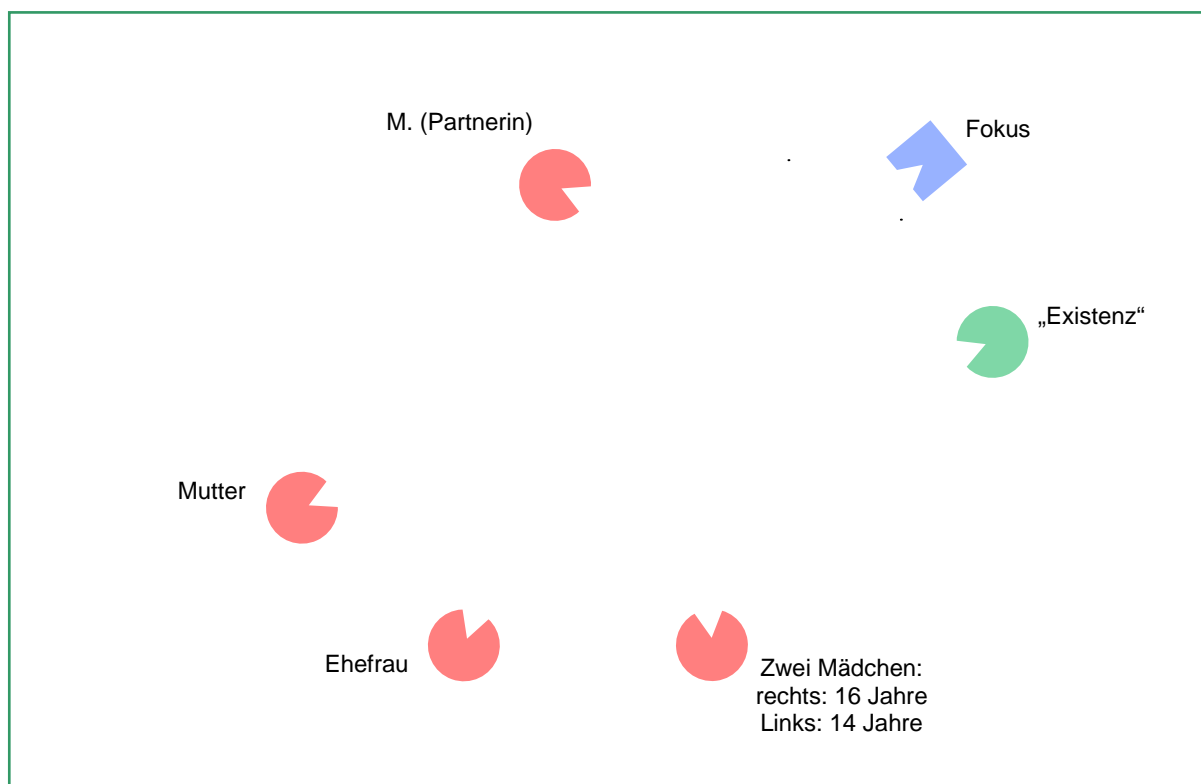 M. (Partnerin)
Fokus
„Existenz“
Mutter
Ehefrau
Zwei Mädchen:
rechts: 16 Jahre
Links: 14 Jahre